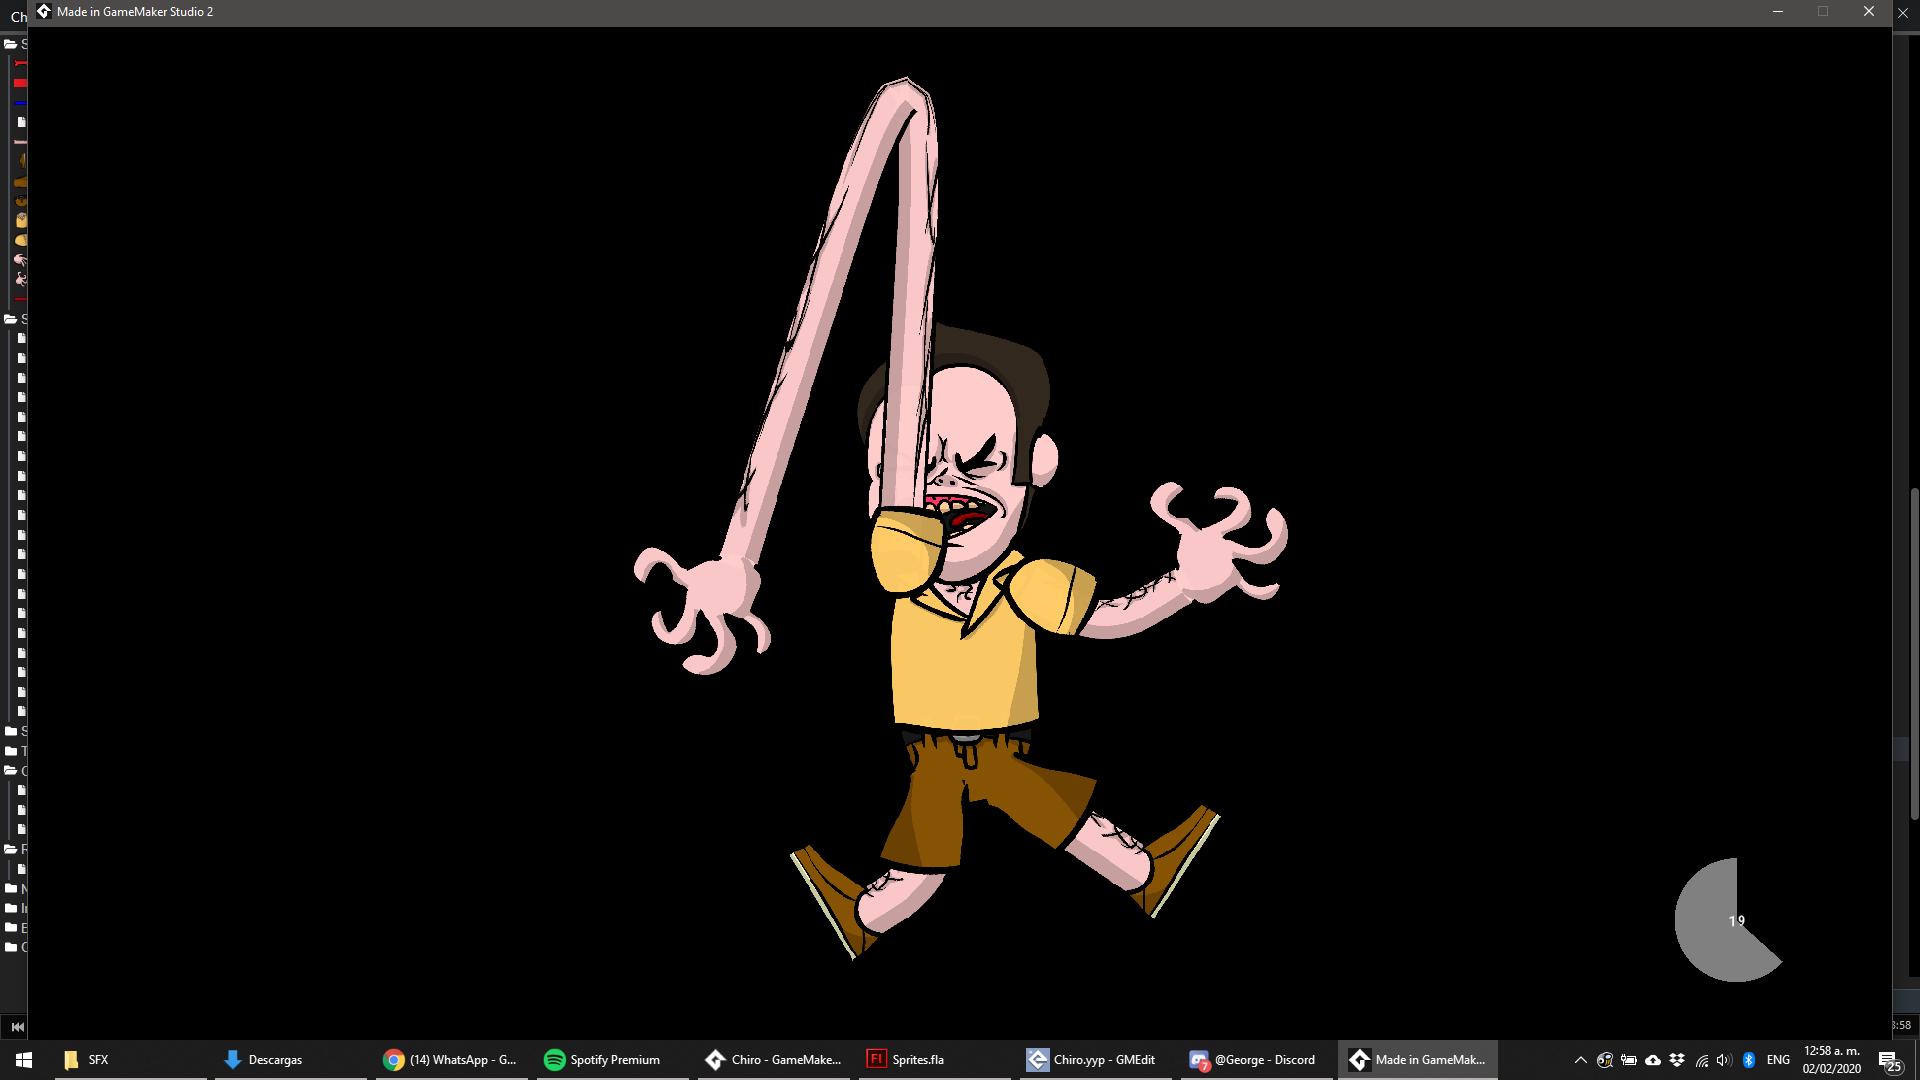 Ch
Made in GameMaker Studio 2
19
3:58
SFX
Descargas
(14) WhatsApp - G...
Spotify Premium
Chiro - GameMake...
Sprites.fla
Chiro.yyp - GMEdit
@George - Discord
Made in GameMak...
ENG
12:58 a. m.
02/02/2020
25